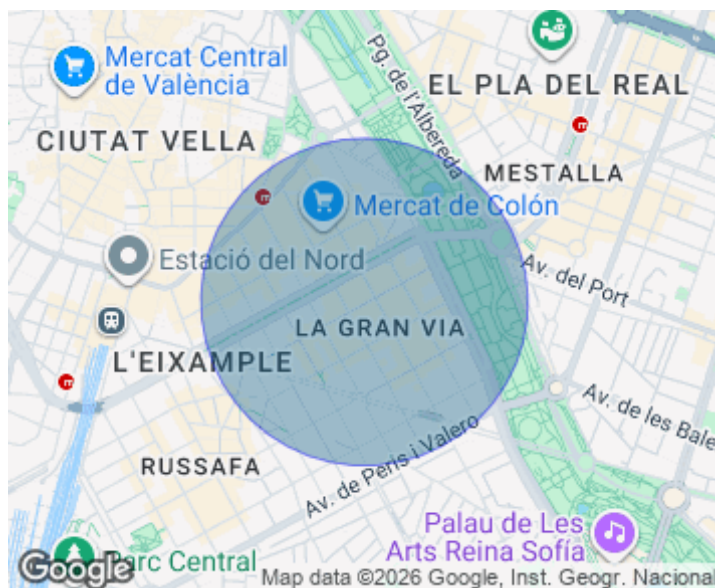 Mercat Central
de València
Pg. de l'Albereda
EL PLA DEL REAL
CIUTAT VELLA
MESTALLA
Mercat de Colón
Estació del Nord
Av. del Port
LA GRAN VIA
L'EIXAMPLE
Av. de les Bale
Av. de Peris i Valero
RUSSAFA
Palau de Les
Arts Reina Sofía
Parc Central
Google
Map data ©2026 Google, Inst. Geogr. Nacional